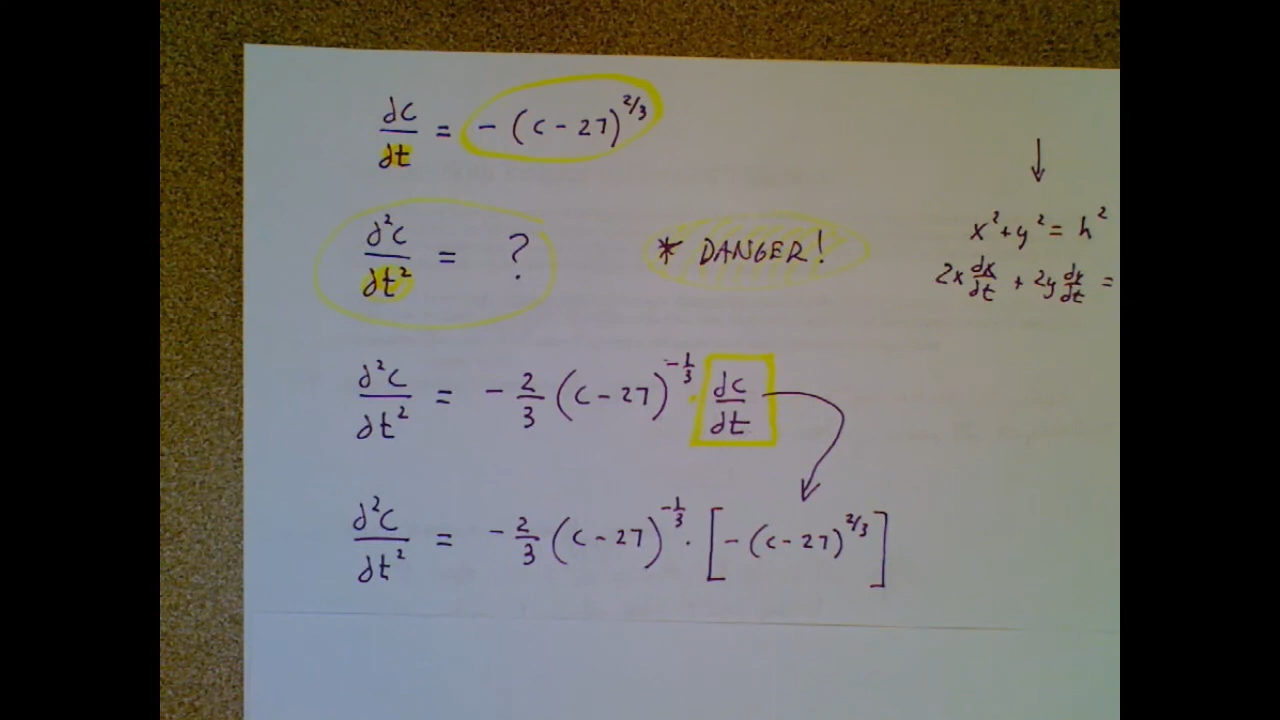 dc/dt = - (c - 27)^2/3
d²c/dt² = ?
* DANGER!
x² + y² = h²
2x dx/dt + 2y dy/dt =
d²c/dt² = - 2/3 (c - 27)^-1/3 · dc/dt
d²c/dt² = - 2/3 (c - 27)^-1/3 · [ - (c - 27)^2/3 ]